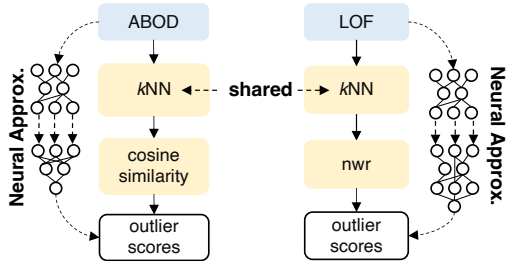 ABOD
LOF
Neural Approx.
kNN
shared
kNN
Neural Approx.
cosine
similarity
nwr
outlier
scores
outlier
scores